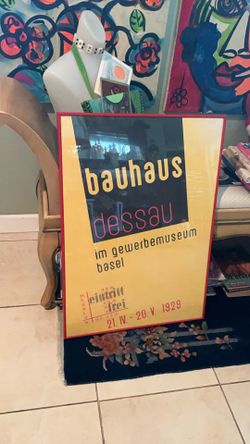 bauhaus
dessau
im gewerbemuseum
basel
eintritt
frei
21. IV. - 20. V. 1929